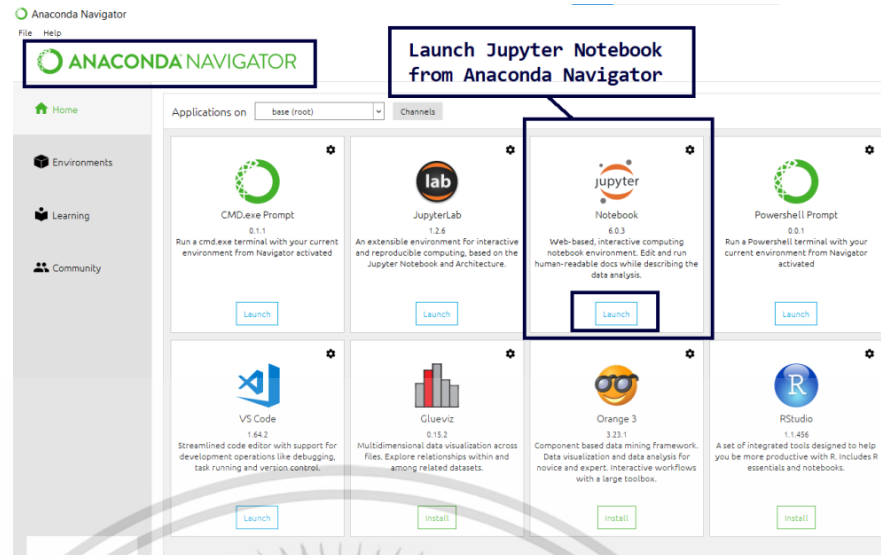 Anaconda Navigator
File Help
ANACONDA NAVIGATOR
Launch Jupyter Notebook
from Anaconda Navigator
Home
Environments
Learning
Community
Applications on base (root) Channels
CMD.exe Prompt
0.1.1
Run a cmd.exe terminal with your current
environment from Navigator activated
Launch
lab
JupyterLab
1.2.6
An extensible environment for interactive
and reproducible computing, based on the
Jupyter Notebook and Architecture.
Launch
jupyter
Notebook
6.0.3
Web-based, interactive computing
notebook environment. Edit and run
human-readable docs while describing the
data analysis.
Launch
Powershell Prompt
0.0.1
Run a Powershell terminal with your
current environment from Navigator
activated
Launch
VS Code
1.64.2
Streamlined code editor with support for
development operations like debugging,
task running and version control.
Launch
Glueviz
0.15.2
Multidimensional data visualization across
files. Explore relationships within and
among related datasets.
Install
Orange 3
3.23.1
Component based data mining framework.
Data visualization and data analysis for
novice and expert. Interactive workflows
with a large toolbox.
Install
R
RStudio
1.1.456
A set of integrated tools designed to help
you be more productive with R. Includes R
essentials and notebooks.
Install